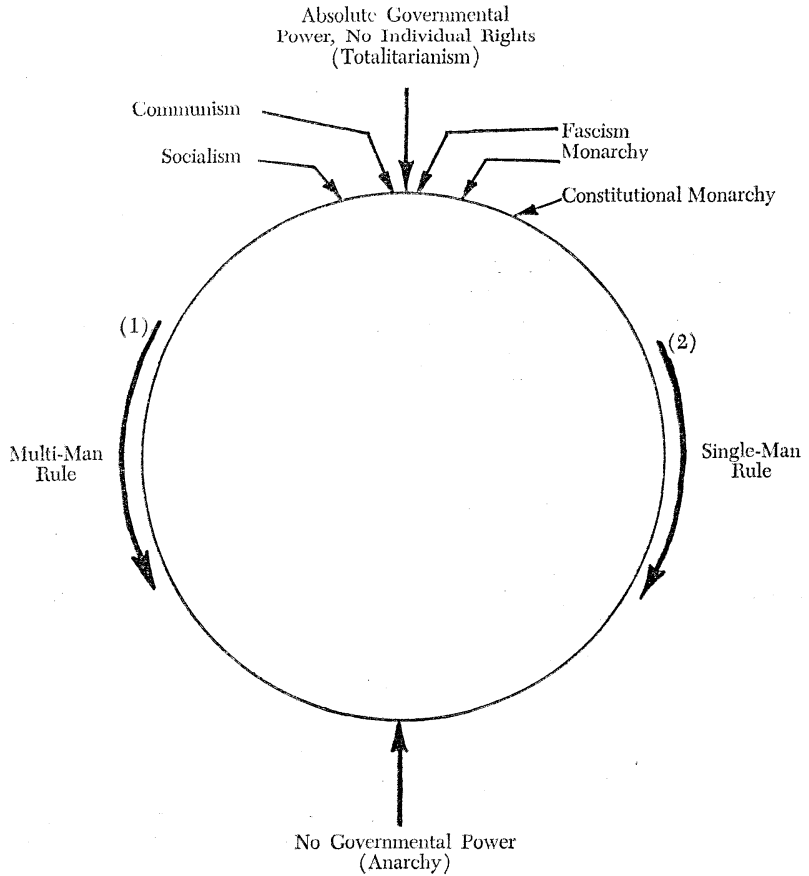 Absolute Governmental
Power, No Individual Rights
(Totalitarianism)
Communism
Fascism
Socialism
Monarchy
Constitutional Monarchy
(1)
(2)
Multi-Man
Rule
Single-Man
Rule
No Governmental Power
(Anarchy)